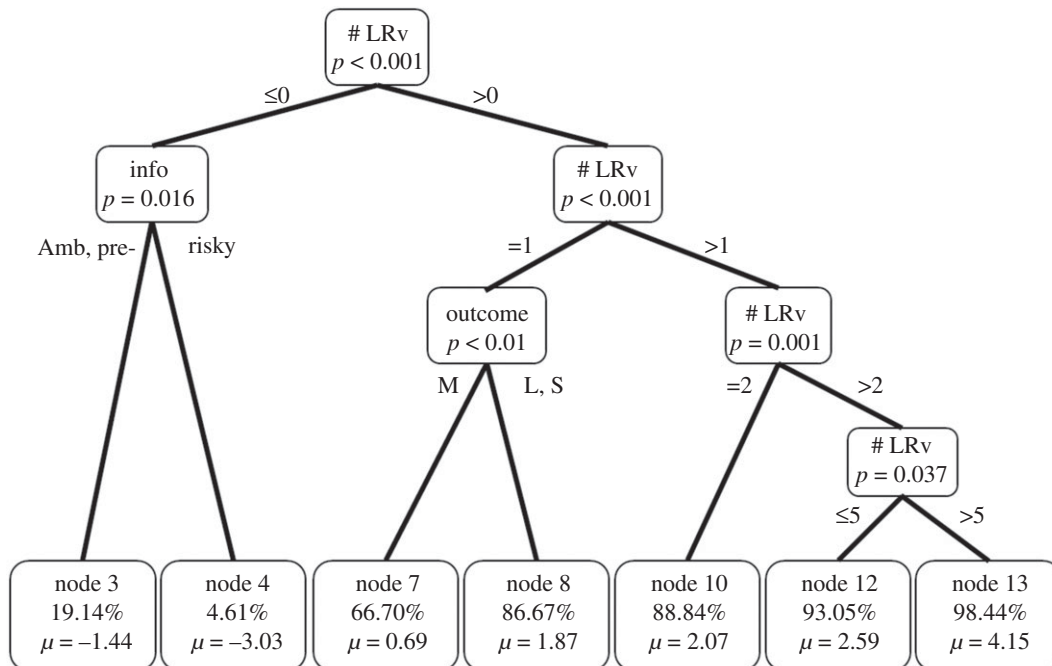 # LRv
p < 0.001
≤0
>0
info
p = 0.016
# LRv
p < 0.001
Amb, pre-
risky
=1
>1
outcome
p < 0.01
# LRv
p = 0.001
M
L, S
=2
>2
# LRv
p = 0.037
≤5
>5
node 3
19.14%
μ = –1.44
node 4
4.61%
μ = –3.03
node 7
66.70%
μ = 0.69
node 8
86.67%
μ = 1.87
node 10
88.84%
μ = 2.07
node 12
93.05%
μ = 2.59
node 13
98.44%
μ = 4.15